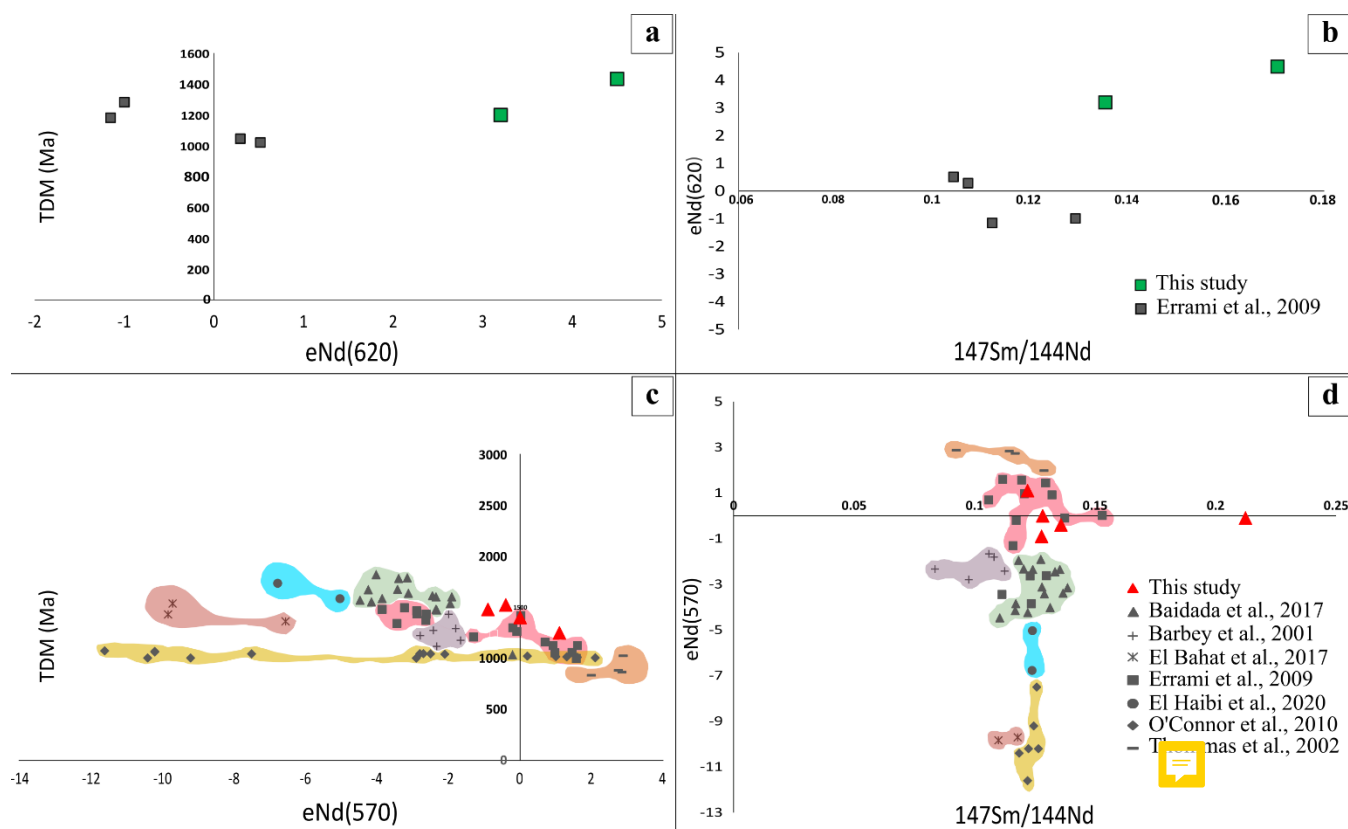 a
1600
1400
1200
1000
800
600
400
200
0
TDM (Ma)
-2 -1 0 1 2 3 4 5
eNd(620)
b
5
4
3
2
1
0
-1
-2
-3
-4
-5
eNd(620)
0.06 0.08 0.1 0.12 0.14 0.16 0.18
This study
Errami et al., 2009
147Sm/144Nd
c
3000
2500
2000
1500
1000
500
0
TDM (Ma)
-14 -12 -10 -8 -6 -4 -2 0 2 4
eNd(570)
d
5
3
1
-1
-3
-5
-7
-9
-11
-13
eNd(570)
0 0.05 0.1 0.15 0.2 0.25
This study
Baidada et al., 2017
Barbey et al., 2001
El Bahat et al., 2017
Errami et al., 2009
El Haibi et al., 2020
O'Connor et al., 2010
et al., 2002
147Sm/144Nd